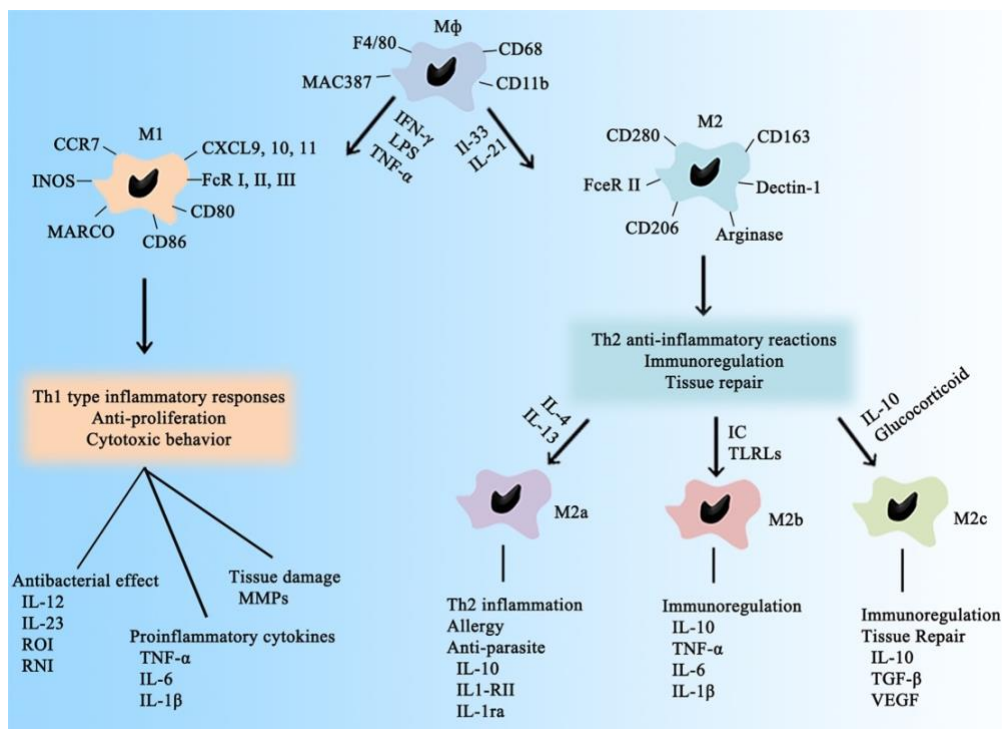 Mϕ
F4/80
CD68
MAC387
CD11b
IFN-γ
LPS
TNF-α
Il-33
IL-21
M1
CCR7
CXCL9, 10, 11
INOS
FcR I, II, III
MARCO
CD80
CD86
M2
CD280
CD163
FceR II
Dectin-1
CD206
Arginase
Th1 type inflammatory responses
Anti-proliferation
Cytotoxic behavior
Th2 anti-inflammatory reactions
Immunoregulation
Tissue repair
IL-4
IL-13
IC
TLRLs
IL-10
Glucocorticoid
M2a
M2b
M2c
Antibacterial effect
IL-12
IL-23
ROI
RNI
Proinflammatory cytokines
TNF-α
IL-6
IL-1β
Tissue damage
MMPs
Th2 inflammation
Allergy
Anti-parasite
IL-10
IL1-RII
IL-1ra
Immunoregulation
IL-10
TNF-α
IL-6
IL-1β
Immunoregulation
Tissue Repair
IL-10
TGF-β
VEGF